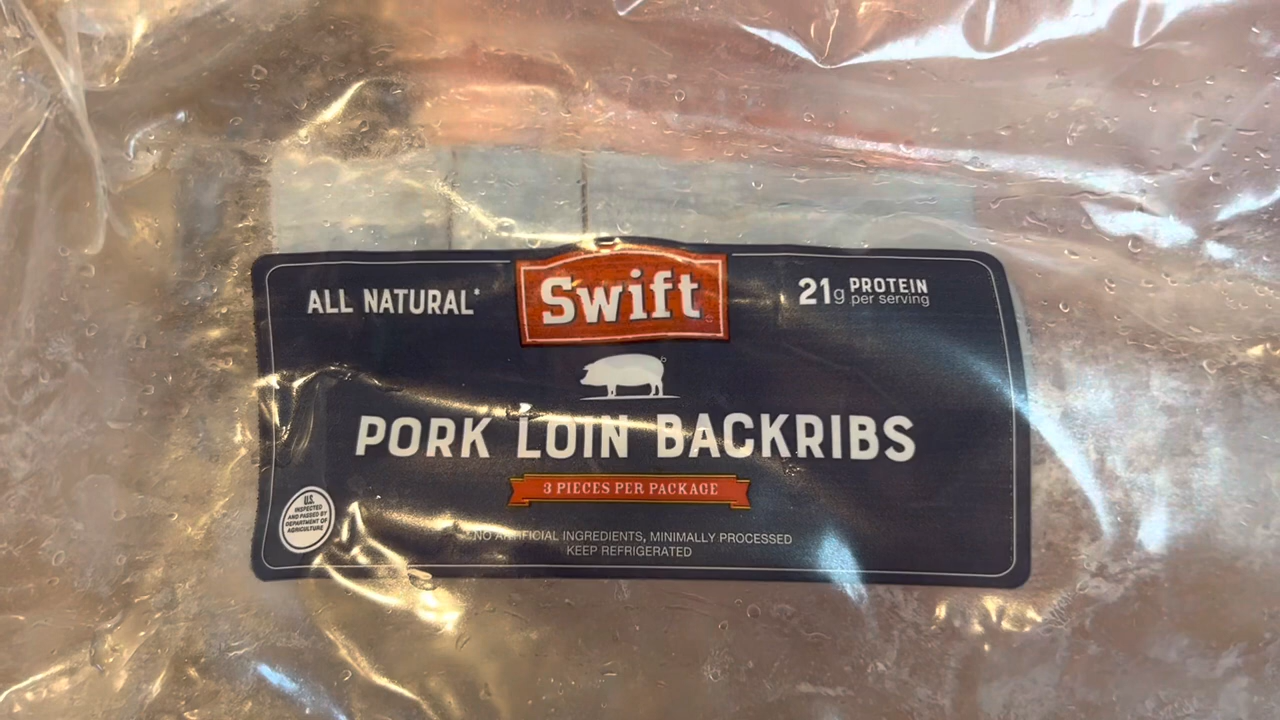 ALL NATURAL*
Swift
21g PROTEIN
per serving
PORK LOIN BACKRIBS
3 PIECES PER PACKAGE
U.S.
INSPECTED
AND PASSED BY
DEPARTMENT OF
AGRICULTURE
*NO ARTIFICIAL INGREDIENTS, MINIMALLY PROCESSED
KEEP REFRIGERATED